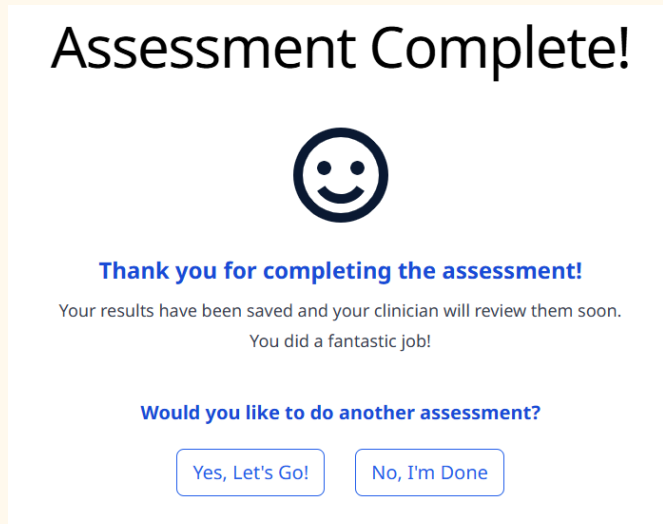 Assessment Complete!
Thank you for completing the assessment!
Your results have been saved and your clinician will review them soon.
You did a fantastic job!
Would you like to do another assessment?
Yes, Let's Go!
No, I'm Done